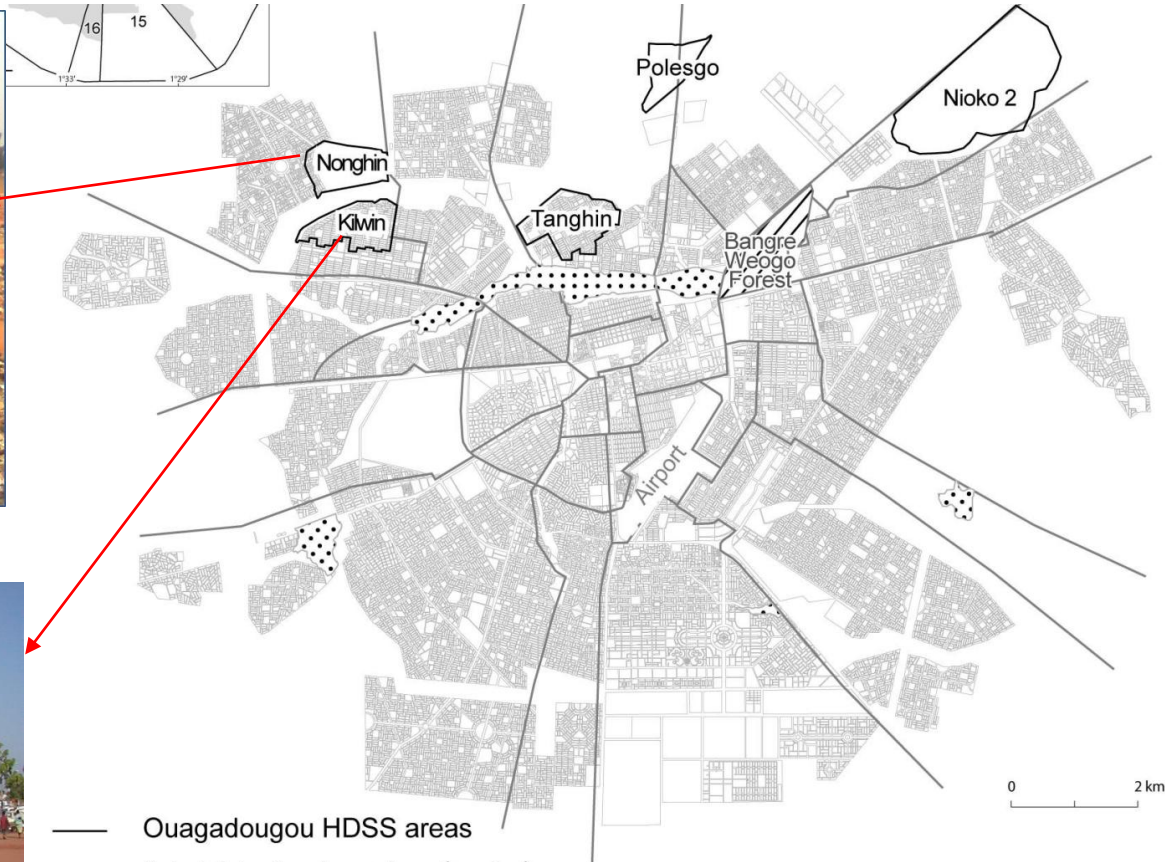 16
15
1°33'
1°29'
Polesgo
Nioko 2
Nonghin
Kilwin
Tanghin
Bangre
Weogo
Forest
Airport
0
2 km
Ouagadougou HDSS areas